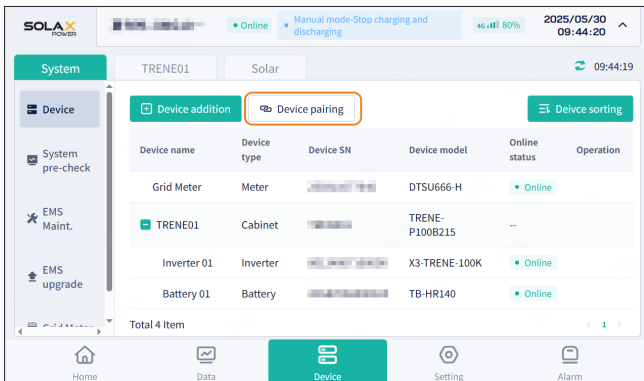 SOLAX
POWER
Online
Manual mode-Stop charging and
discharging
4G 80%
2025/05/30
09:44:20
System
TRENE01
Solar
09:44:19
Device
System
pre-check
EMS
Maint.
EMS
upgrade
Grid Meter
Device addition
Device pairing
Deivce sorting
Device name
Device
type
Device SN
Device model
Online
status
Operation
Grid Meter
Meter
DTSU666-H
Online
TRENE01
Cabinet
TRENE-
P100B215
--
Inverter 01
Inverter
X3-TRENE-100K
Online
Battery 01
Battery
TB-HR140
Online
Total 4 Item
< 1 >
Home
Data
Device
Setting
Alarm